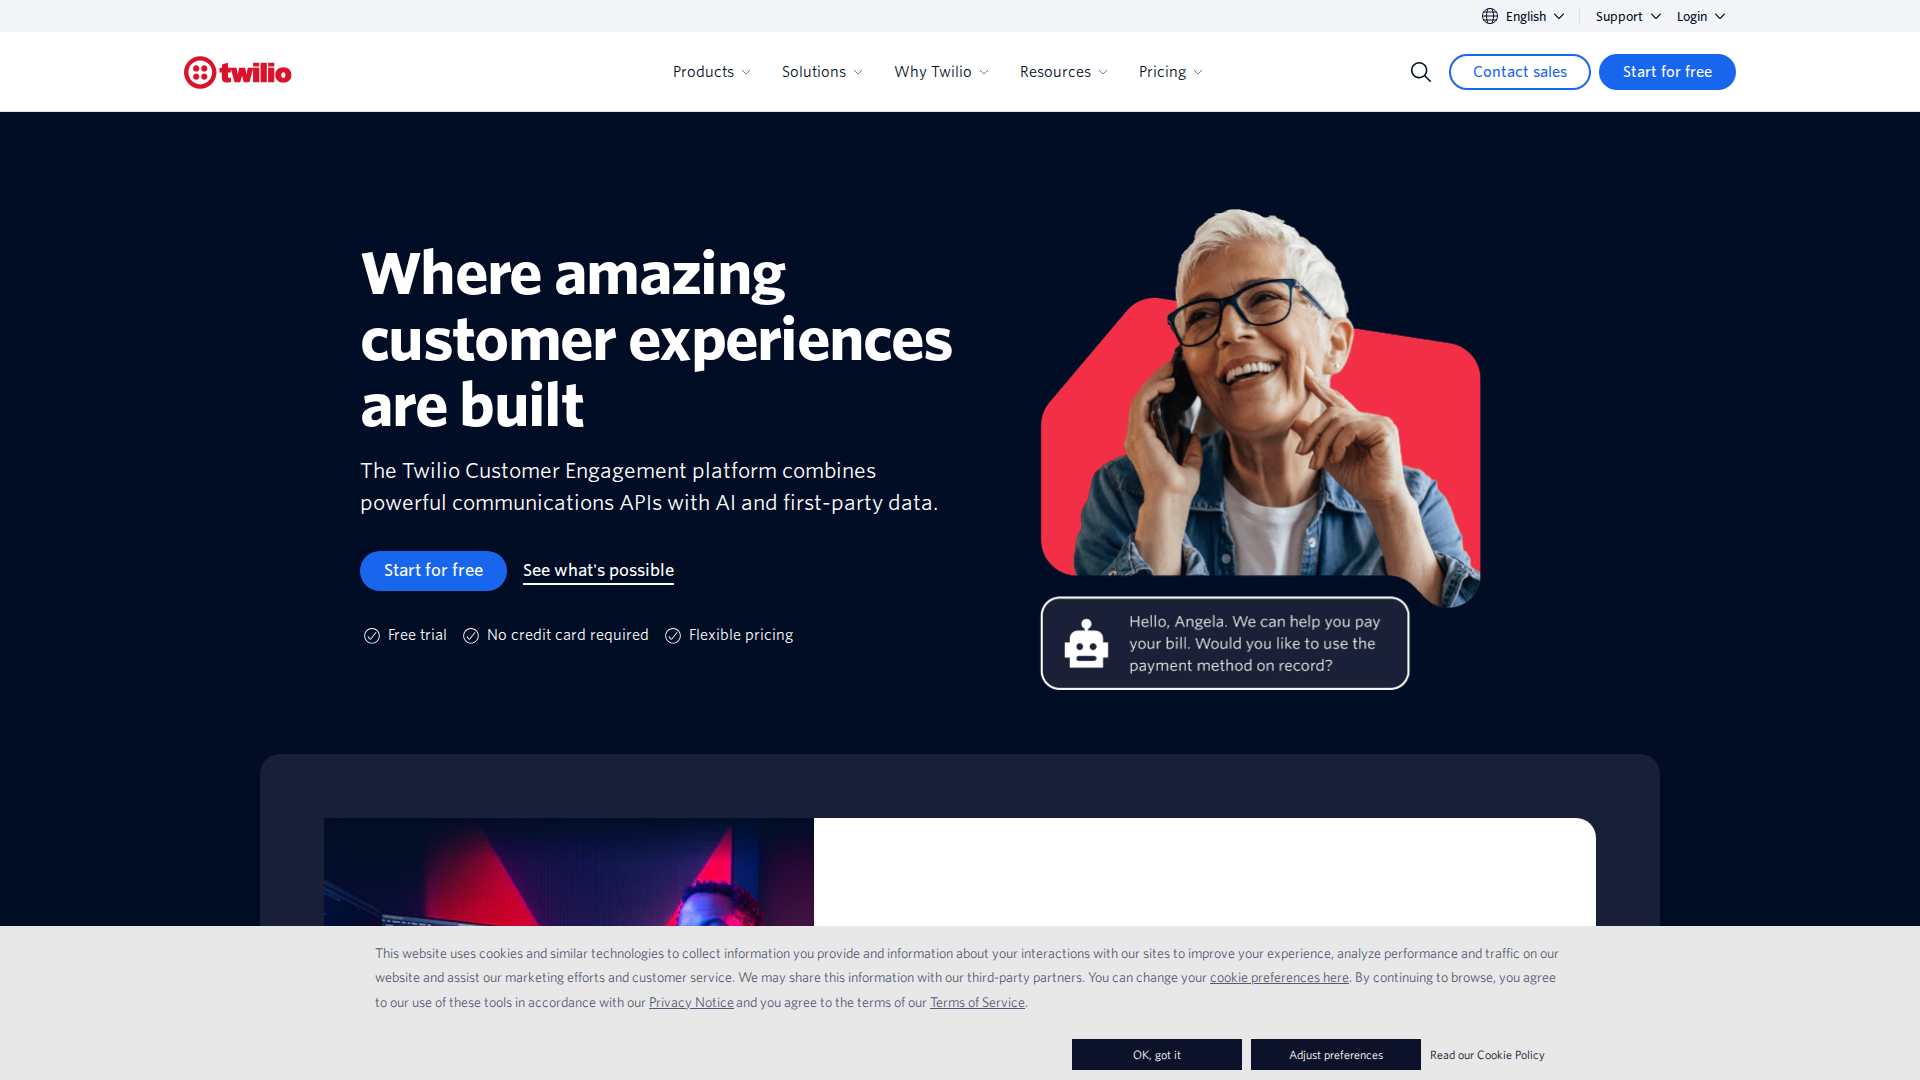 English
Support
Login
twilio
Products
Solutions
Why Twilio
Resources
Pricing
Contact sales
Start for free
Where amazing
customer experiences
are built
The Twilio Customer Engagement platform combines
powerful communications APIs with AI and first-party data.
Start for free
See what's possible
Free trial
No credit card required
Flexible pricing
Hello, Angela. We can help you pay
your bill. Would you like to use the
payment method on record?
This website uses cookies and similar technologies to collect information you provide and information about your interactions with our sites to improve your experience, analyze performance and traffic on our
website and assist our marketing efforts and customer service. We may share this information with our third-party partners. You can change your cookie preferences here. By continuing to browse, you agree
to our use of these tools in accordance with our Privacy Notice and you agree to the terms of our Terms of Service.
OK, got it
Adjust preferences
Read our Cookie Policy